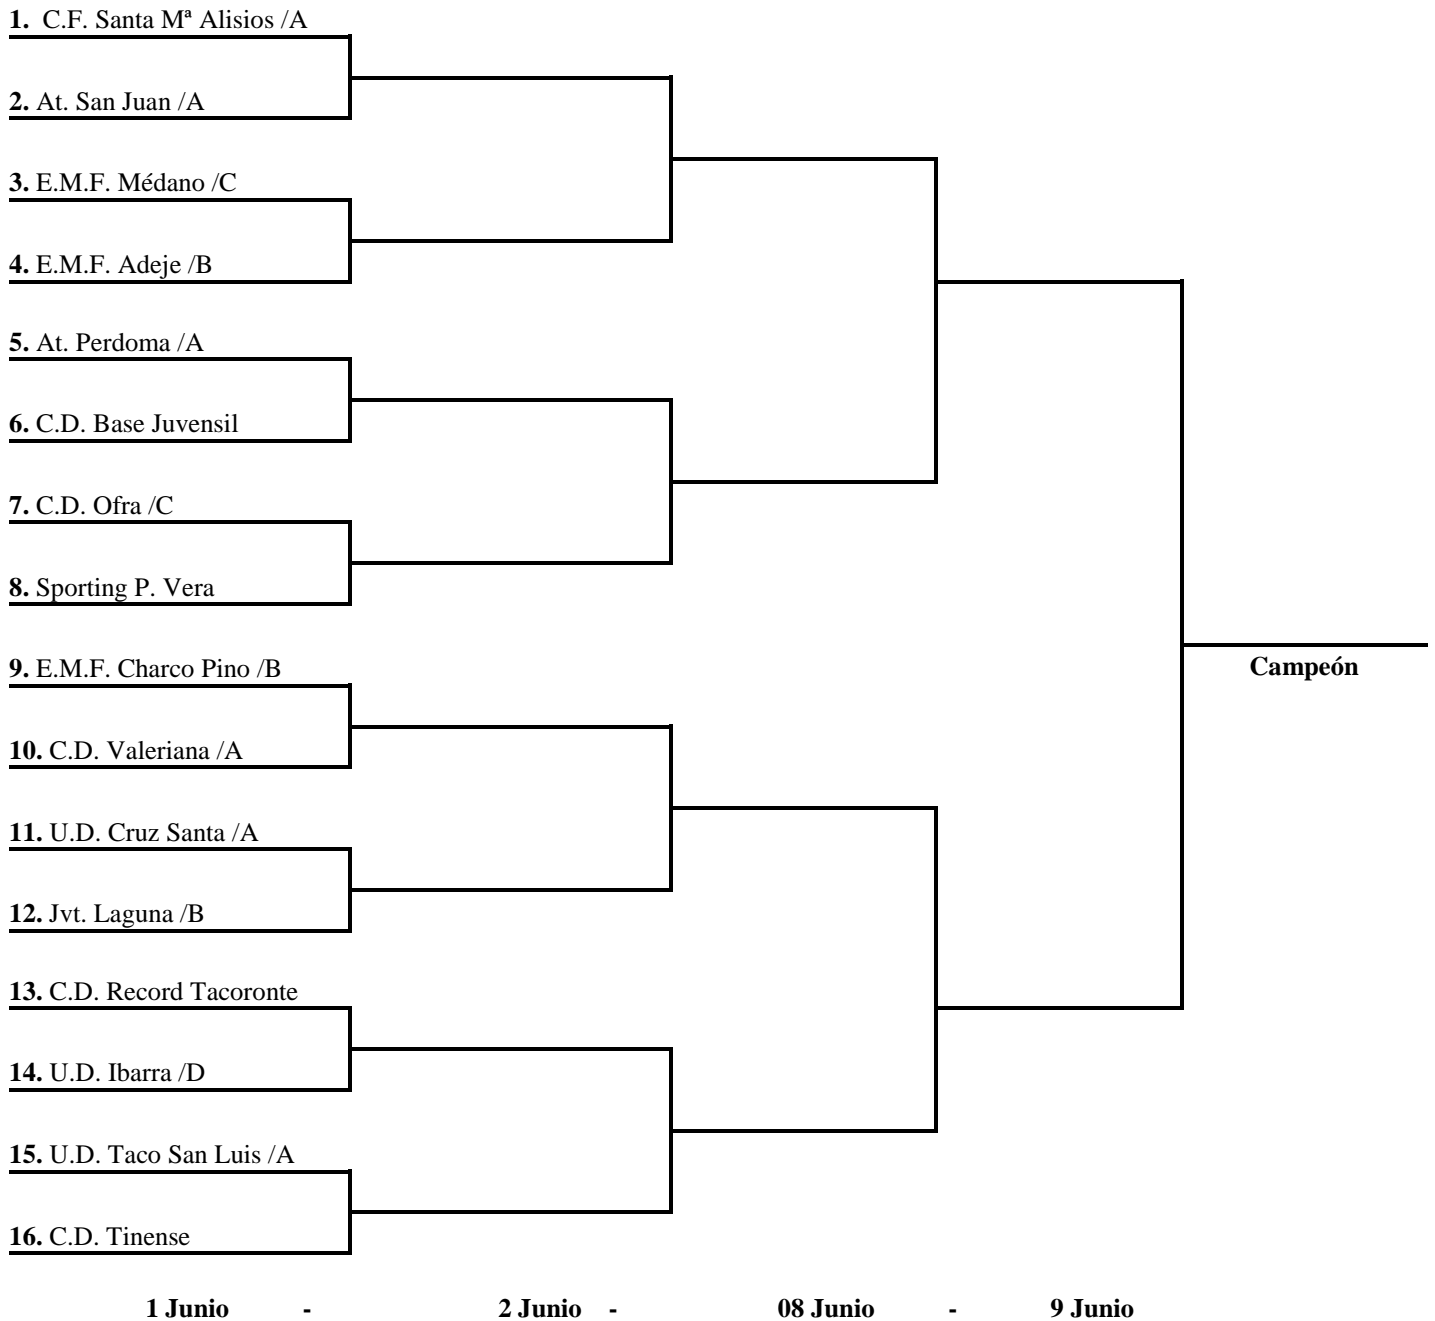 1. C.F. Santa Mª Alisios /A
2. At. San Juan /A
3. E.M.F. Médano /C
4. E.M.F. Adeje /B
5. At. Perdoma /A
6. C.D. Base Juvensil
7. C.D. Ofra /C
8. Sporting P. Vera
9. E.M.F. Charco Pino /B
Campeón
10. C.D. Valeriana /A
11. U.D. Cruz Santa /A
12. Jvt. Laguna /B
13. C.D. Record Tacoronte
14. U.D. Ibarra /D
15. U.D. Taco San Luis /A
16. C.D. Tinense
1 Junio - 2 Junio - 08 Junio - 9 Junio